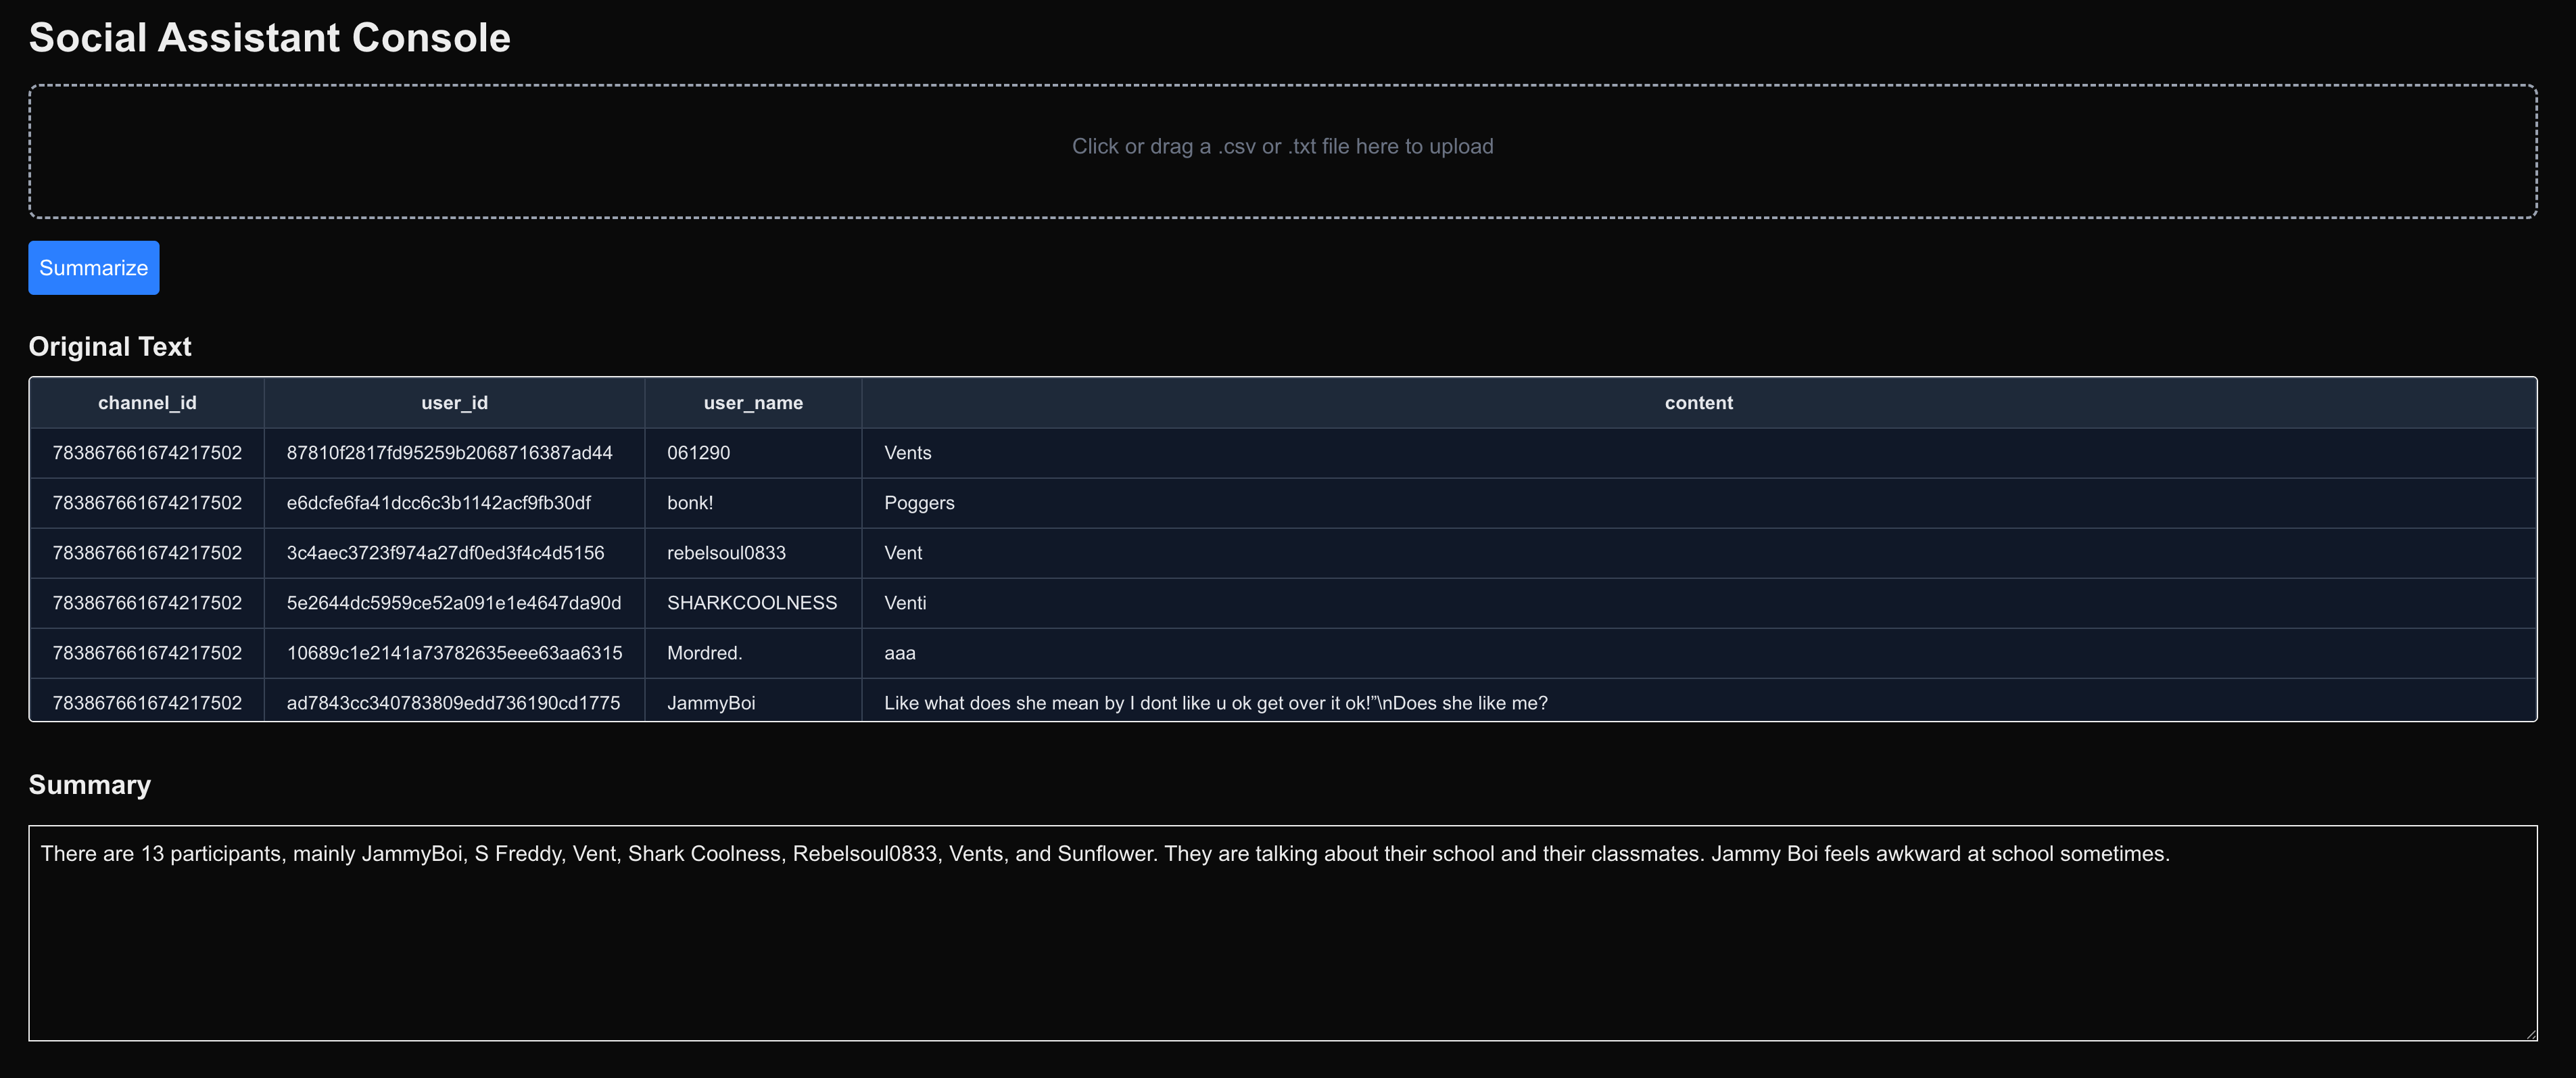 Social Assistant Console
Click or drag a .csv or .txt file here to upload
Summarize
Original Text
channel_id user_id user_name content
783867661674217502 87810f2817fd95259b2068716387ad44 061290 Vents
783867661674217502 e6dcfe6fa41dcc6c3b1142acf9fb30df bonk! Poggers
783867661674217502 3c4aec3723f974a27df0ed3f4c4d5156 rebelsoul0833 Vent
783867661674217502 5e2644dc5959ce52a091e1e4647da90d SHARKCOOLNESS Venti
783867661674217502 10689c1e2141a73782635eee63aa6315 Mordred. aaa
783867661674217502 ad7843cc340783809edd736190cd1775 JammyBoi Like what does she mean by I dont like u ok get over it ok!”\nDoes she like me?
Summary
There are 13 participants, mainly JammyBoi, S Freddy, Vent, Shark Coolness, Rebelsoul0833, Vents, and Sunflower. They are talking about their school and their classmates. Jammy Boi feels awkward at school sometimes.